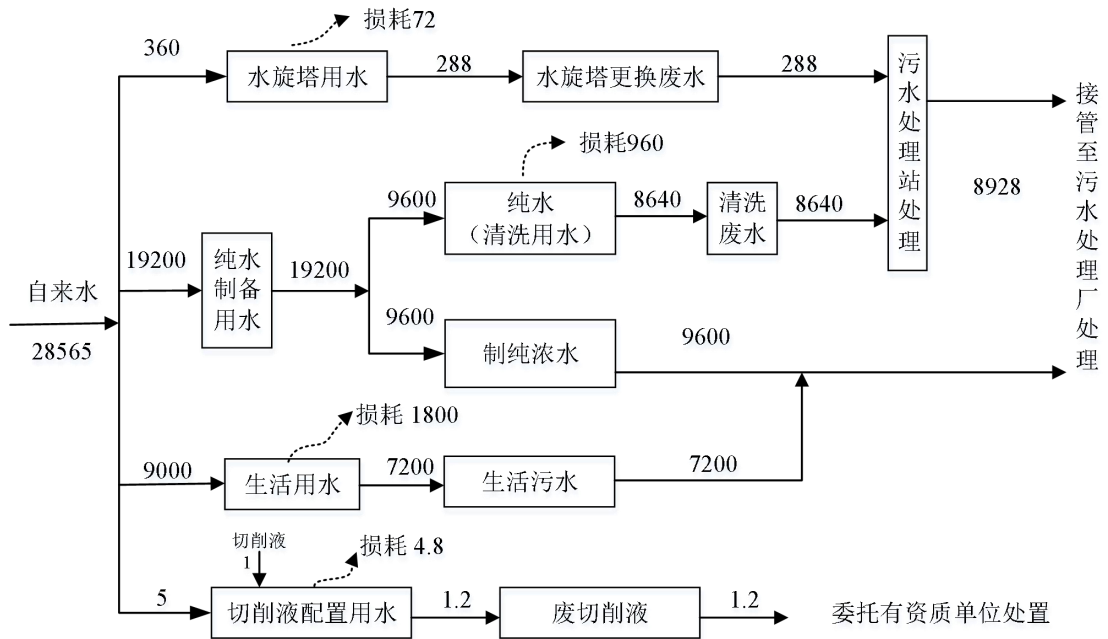 损耗72
360
水旋塔用水
288
水旋塔更换废水
288
污水处理站处理
接管至污水处理厂处理
8928
损耗960
9600
纯水
（清洗用水）
8640
清洗
废水
8640
19200
纯水
制备
用水
19200
自来水
28565
9600
制纯浓水
9600
损耗 1800
9000
生活用水
7200
生活污水
7200
切削液
1
损耗 4.8
5
切削液配置用水
1.2
废切削液
1.2
委托有资质单位处置